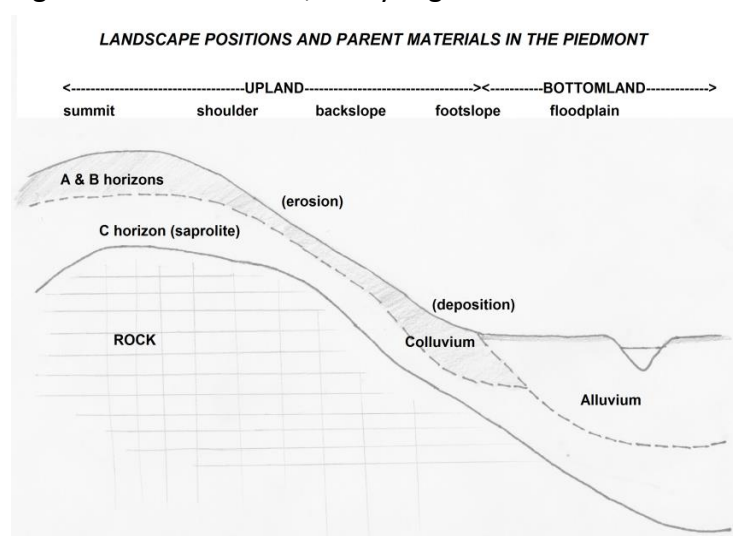 LANDSCAPE POSITIONS AND PARENT MATERIALS IN THE PIEDMONT
<-----------------------------------UPLAND---------------------------------><-----------BOTTOMLAND------------->
summit shoulder backslope footslope floodplain
A & B horizons
(erosion)
C horizon (saprolite)
(deposition)
ROCK
Colluvium
Alluvium